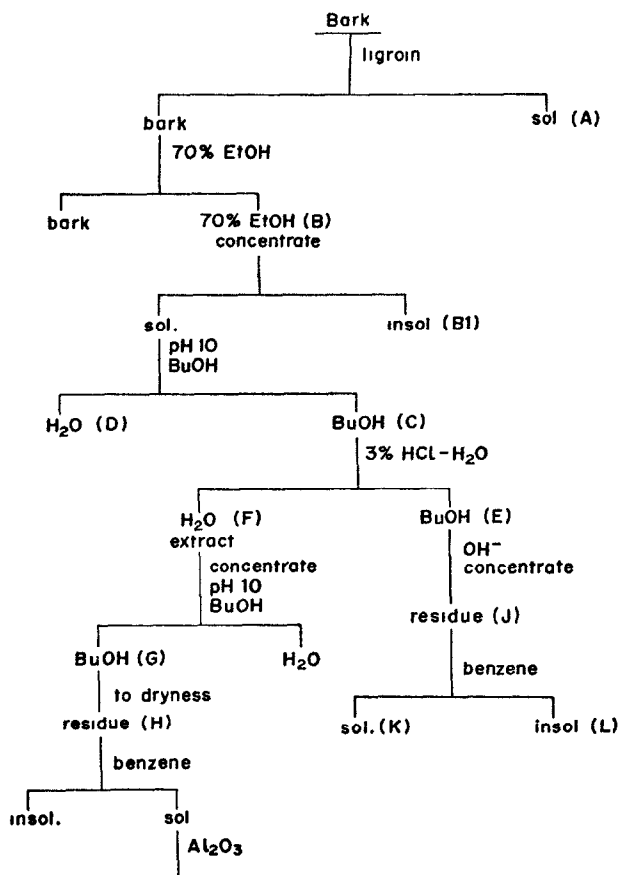 Bark
ligroin
bark
sol (A)
70% EtOH
bark
70% EtOH (B)
concentrate
sol.
insol (B1)
pH 10
BuOH
H₂O (D)
BuOH (C)
3% HCl–H₂O
H₂O (F)
extract
BuOH (E)
OH⁻
concentrate
concentrate
pH 10
BuOH
residue (J)
BuOH (G)
H₂O
benzene
to dryness
residue (H)
sol. (K)
insol (L)
benzene
insol.
sol
Al₂O₃